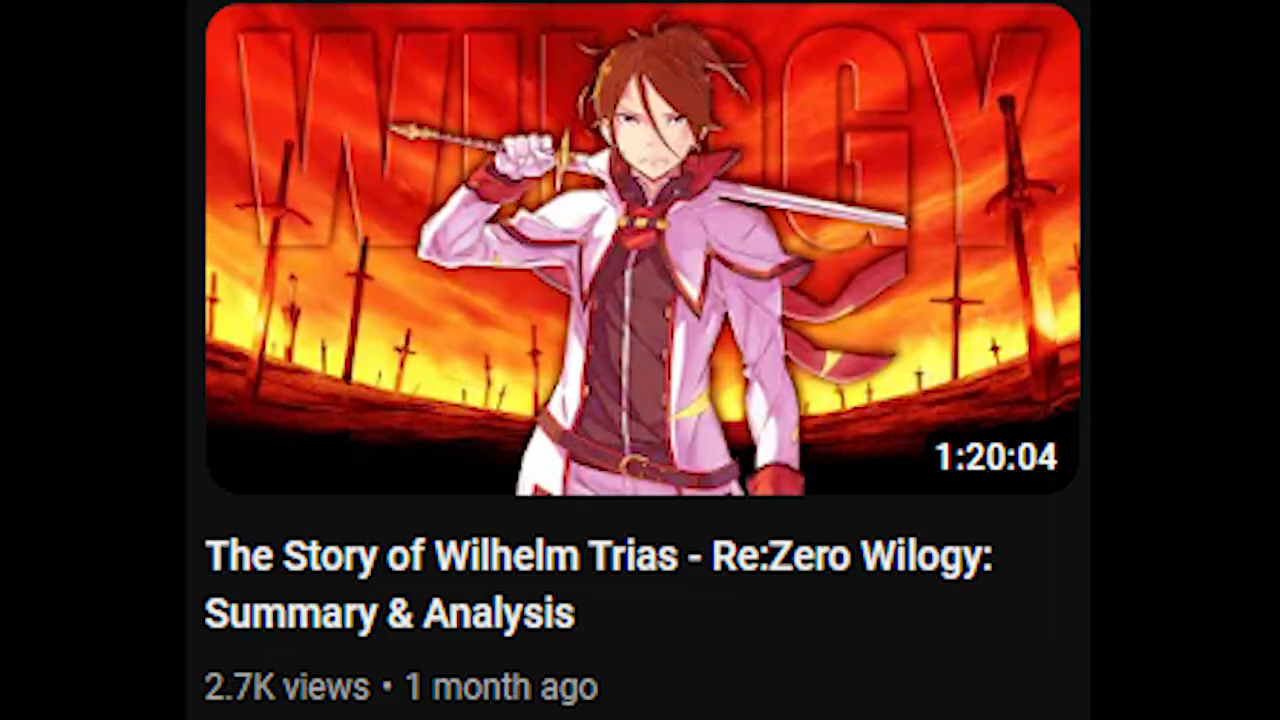 WILOGY
1:20:04
The Story of Wilhelm Trias - Re:Zero Wilogy:
Summary & Analysis
2.7K views • 1 month ago